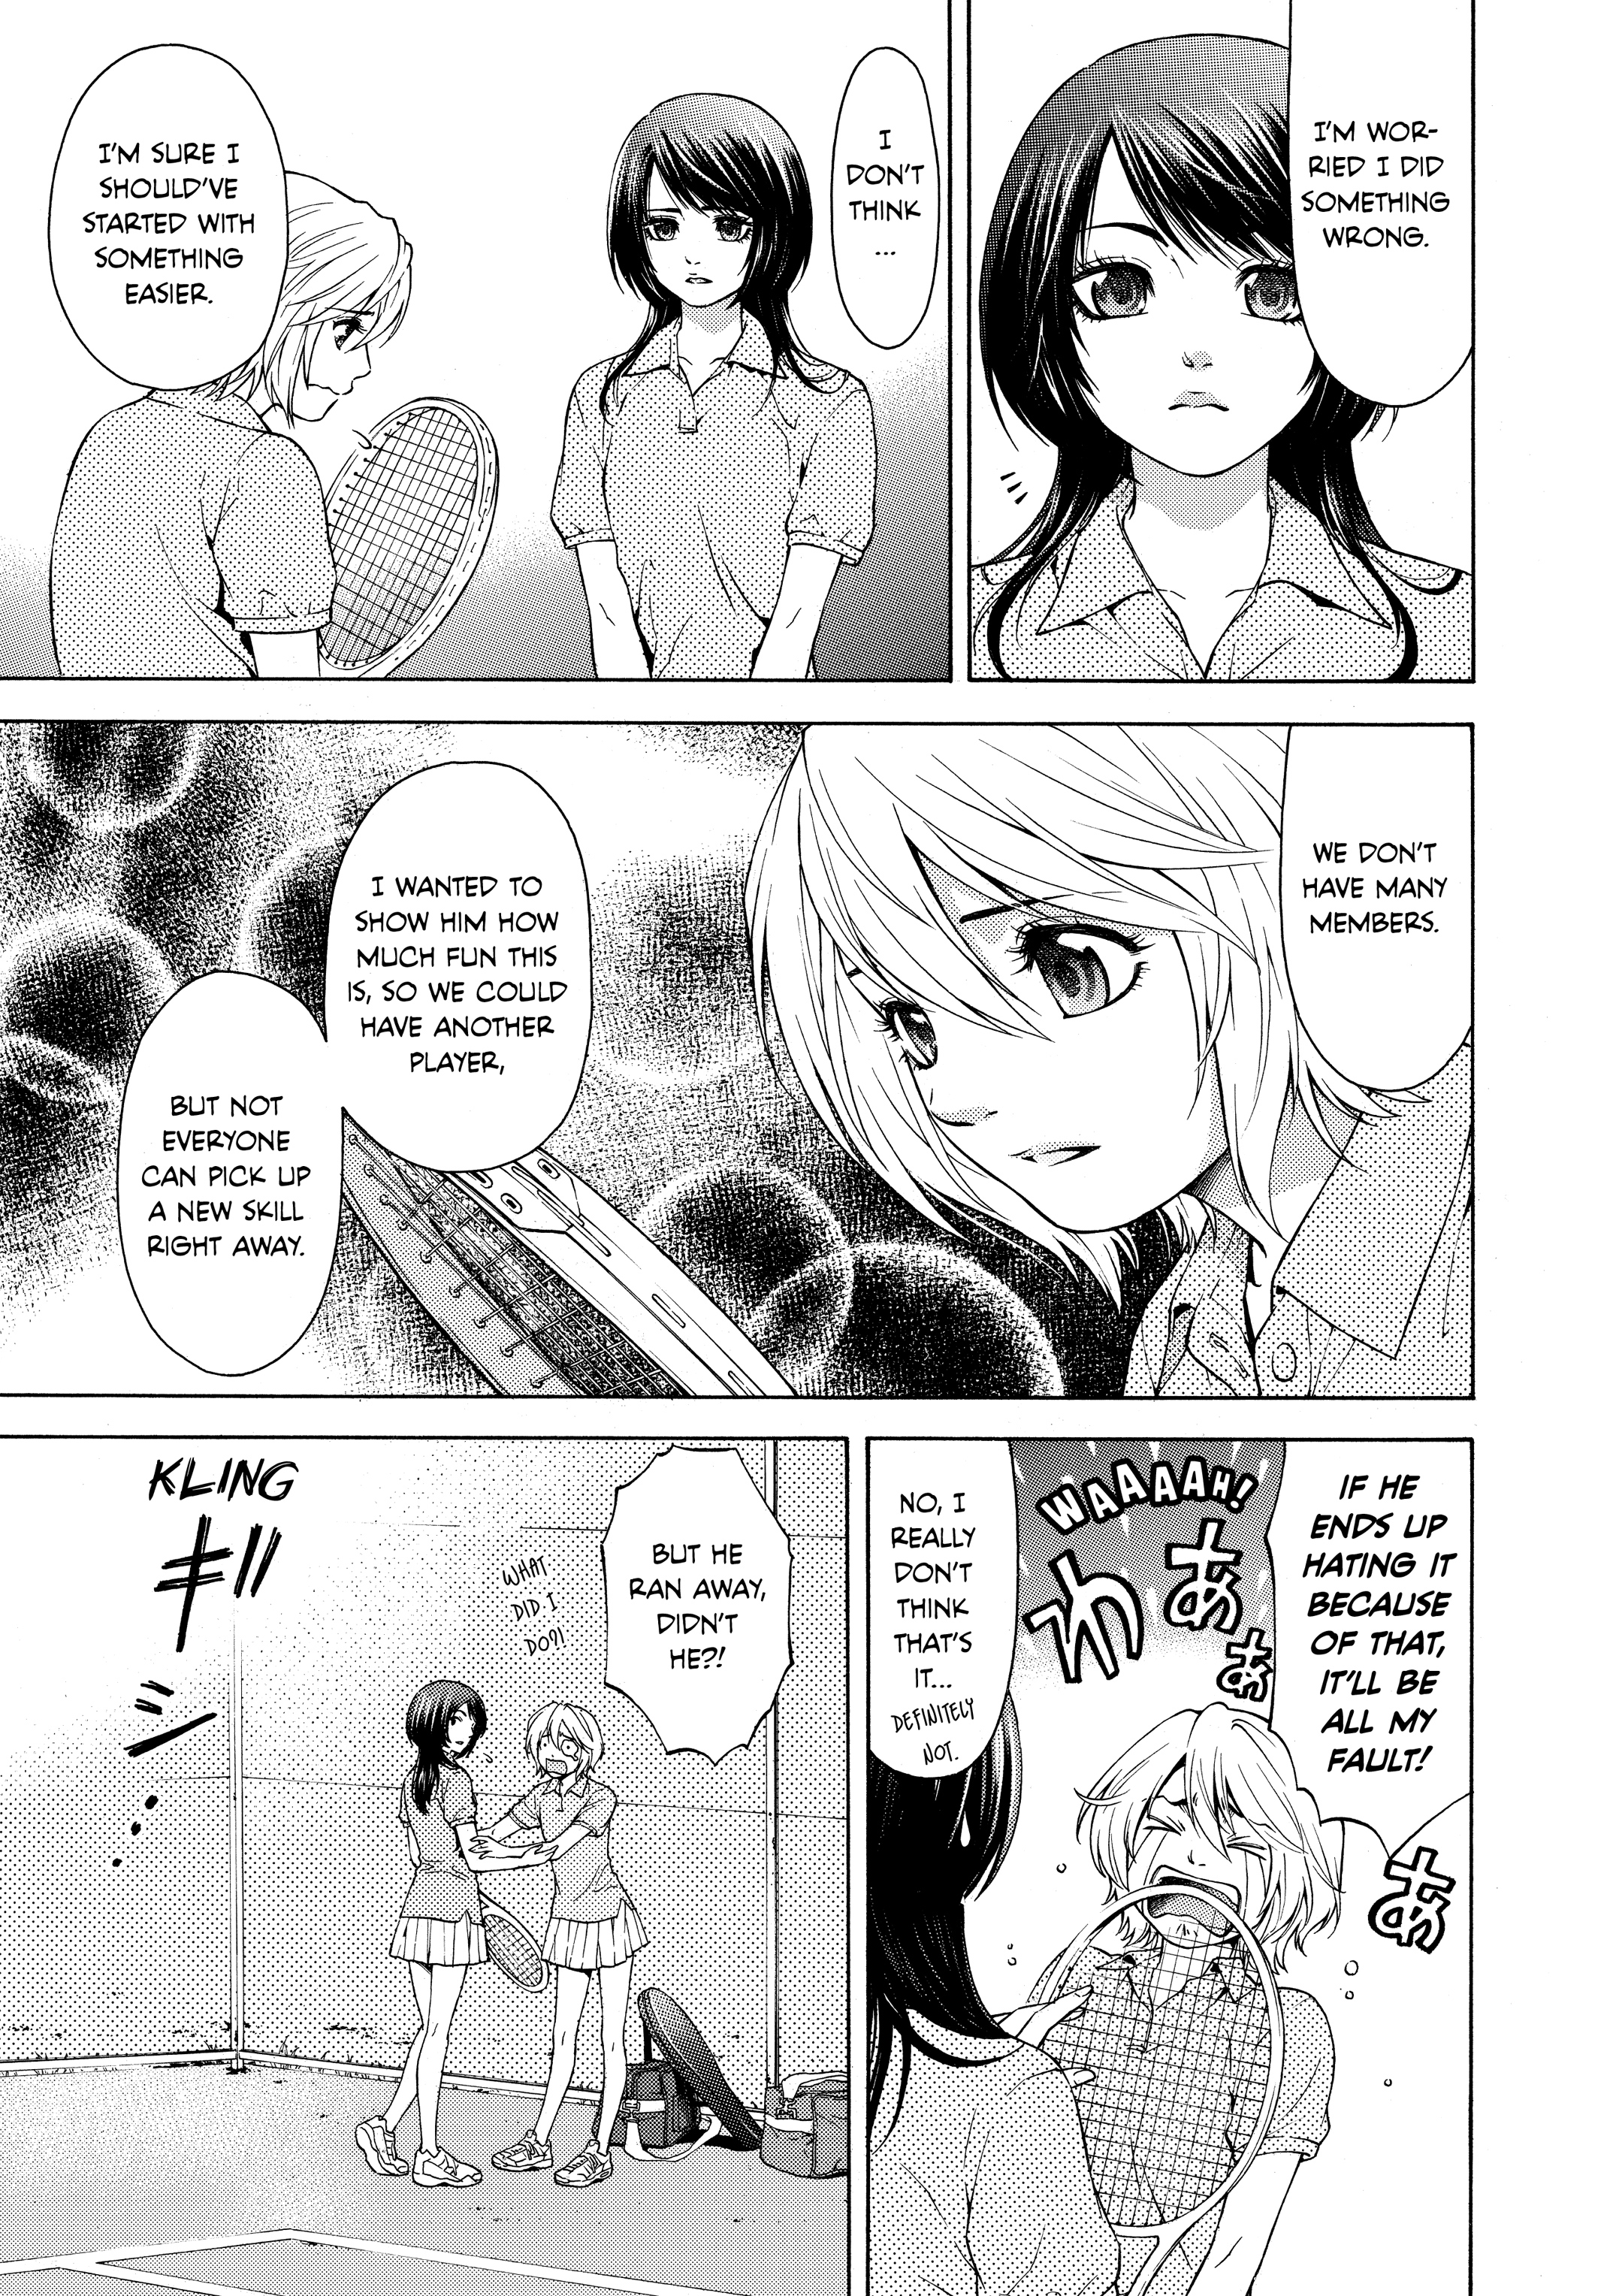 I'M WOR-
RIED I DID
SOMETHING
WRONG.
I
DON'T
THINK
...
I'M SURE I
SHOULD'VE
STARTED WITH
SOMETHING
EASIER.
WE DON'T
HAVE MANY
MEMBERS.
I WANTED TO
SHOW HIM HOW
MUCH FUN THIS
IS, SO WE COULD
HAVE ANOTHER
PLAYER,
BUT NOT
EVERYONE
CAN PICK UP
A NEW SKILL
RIGHT AWAY.
IF HE
ENDS UP
HATING IT
BECAUSE
OF THAT,
IT'LL BE
ALL MY
FAULT!
WAAAAH!
あ
ぁ
わ
あ
NO, I
REALLY
DON'T
THINK
THAT'S
IT...
DEFINITELY
NOT.
BUT HE
RAN AWAY,
DIDN'T
HE?!
WHAT
DID I
DO?!
KLING
キリン